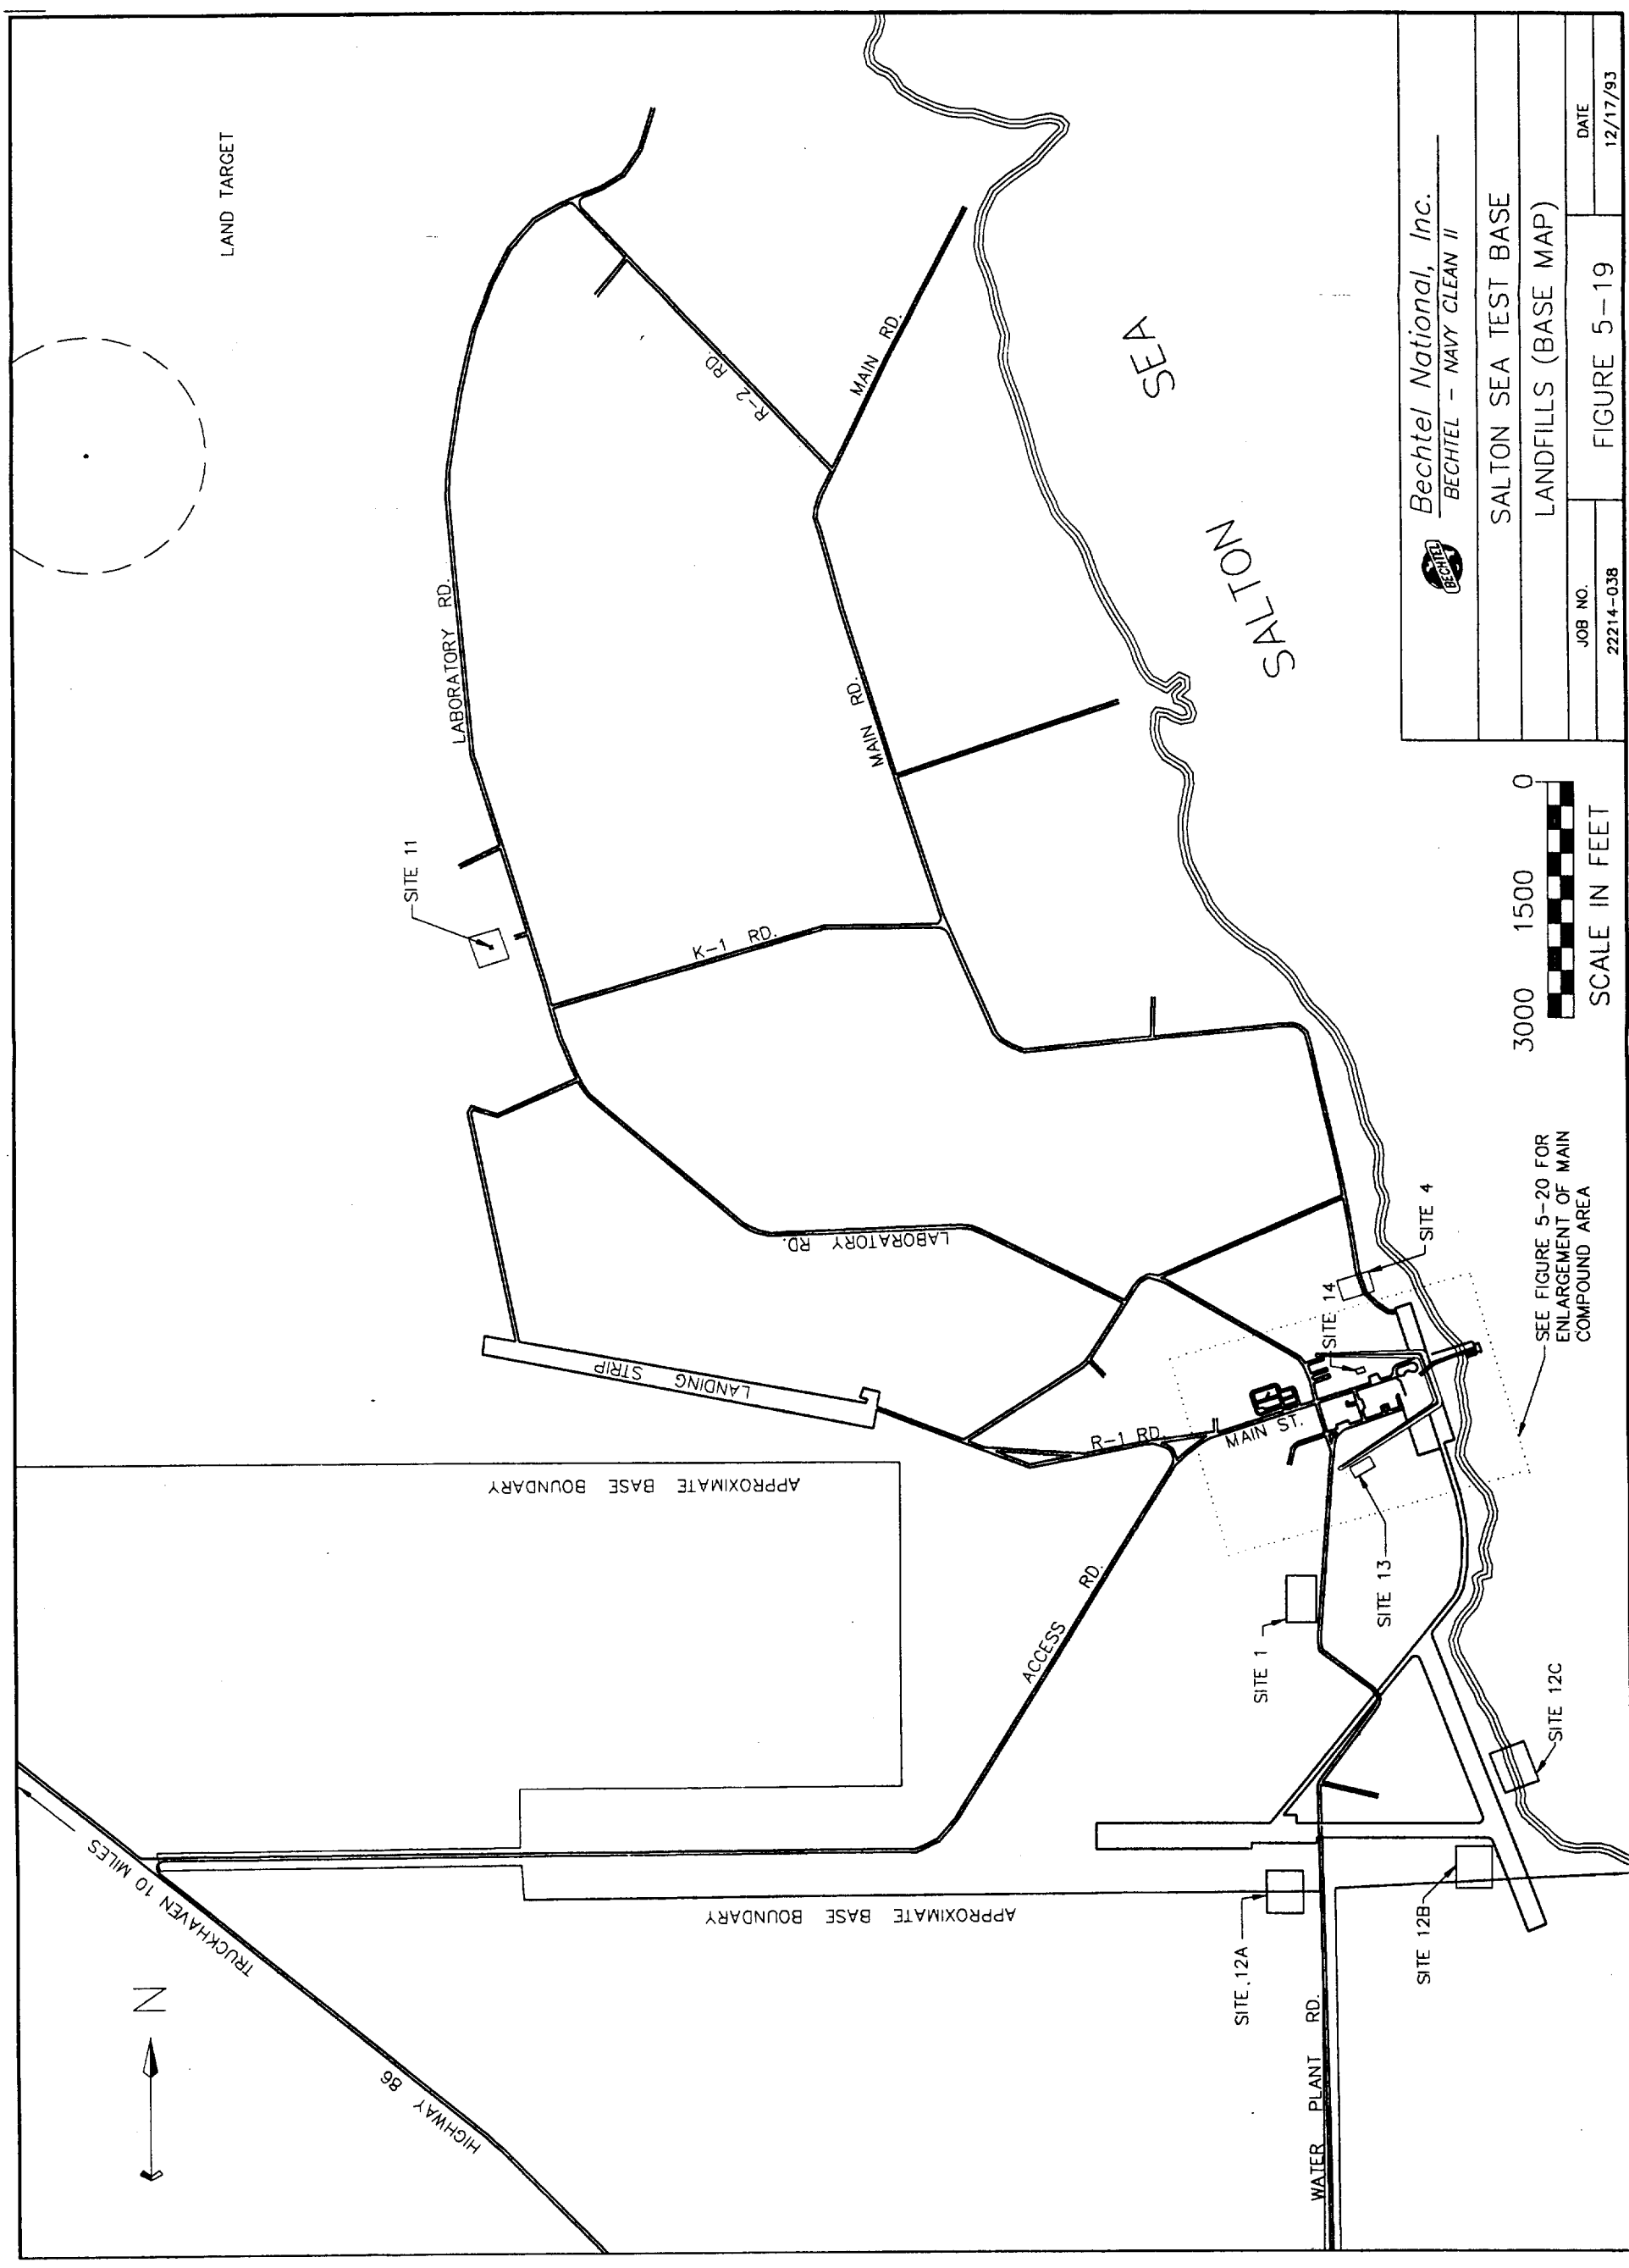 N
HIGHWAY 86
TRUCKHAVEN 10 MILES
APPROXIMATE BASE BOUNDARY
APPROXIMATE BASE BOUNDARY
LAND TARGET
SITE 11
LABORATORY RD.
K-1 RD.
R-2 RD.
MAIN RD.
MAIN RD.
LABORATORY RD.
LANDING STRIP
R-1 RD.
ACCESS RD.
MAIN ST.
SITE 14
SITE 4
SITE 13
SITE 1
SITE 12A
SITE 12B
SITE 12C
WATER PLANT RD.
SALTON SEA
SEE FIGURE 5-20 FOR
ENLARGEMENT OF MAIN
COMPOUND AREA
3000 1500 0
SCALE IN FEET
BECHTEL
Bechtel National, Inc.
BECHTEL - NAVY CLEAN II
SALTON SEA TEST BASE
LANDFILLS (BASE MAP)
JOB NO.
22214-038
FIGURE 5-19
DATE
12/17/93